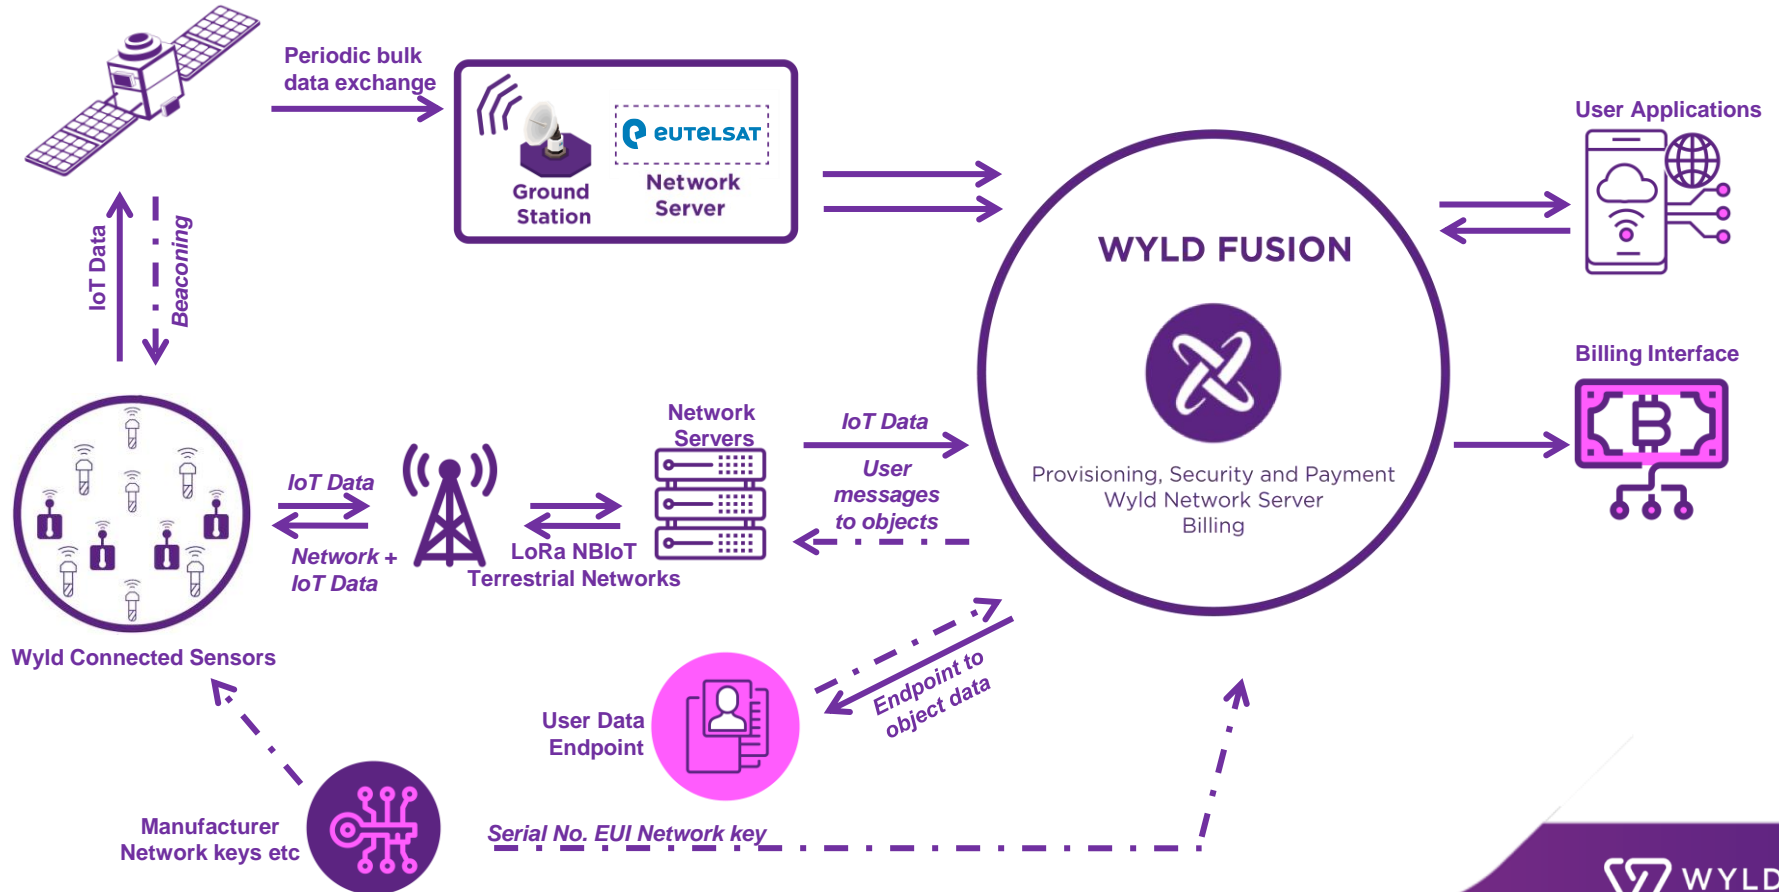 Periodic bulk
data exchange
eutelsat
Ground
Station
Network
Server
User Applications
WYLD FUSION
IoT Data
Beaconing
Billing Interface
Network
Servers
IoT Data
User
messages
to objects
Provisioning, Security and Payment
Wyld Network Server
Billing
IoT Data
Network +
IoT Data
LoRa NBIoT
Terrestrial Networks
Wyld Connected Sensors
Endpoint to
object data
User Data
Endpoint
Manufacturer
Network keys etc
Serial No. EUI Network key
WYLD